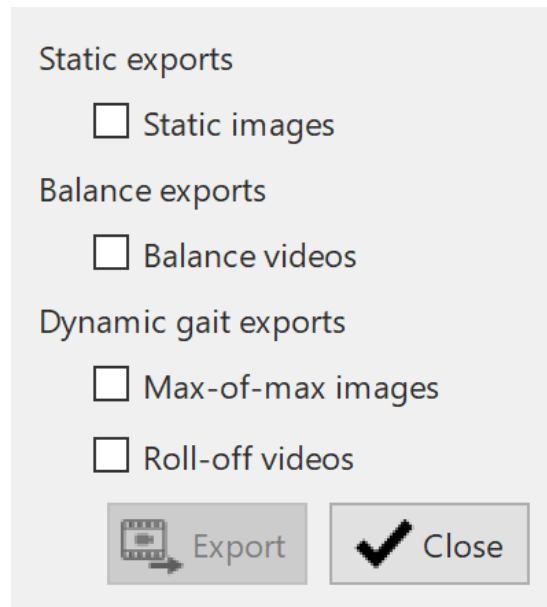 Static exports
Static images
Balance exports
Balance videos
Dynamic gait exports
Max-of-max images
Roll-off videos
Export Close